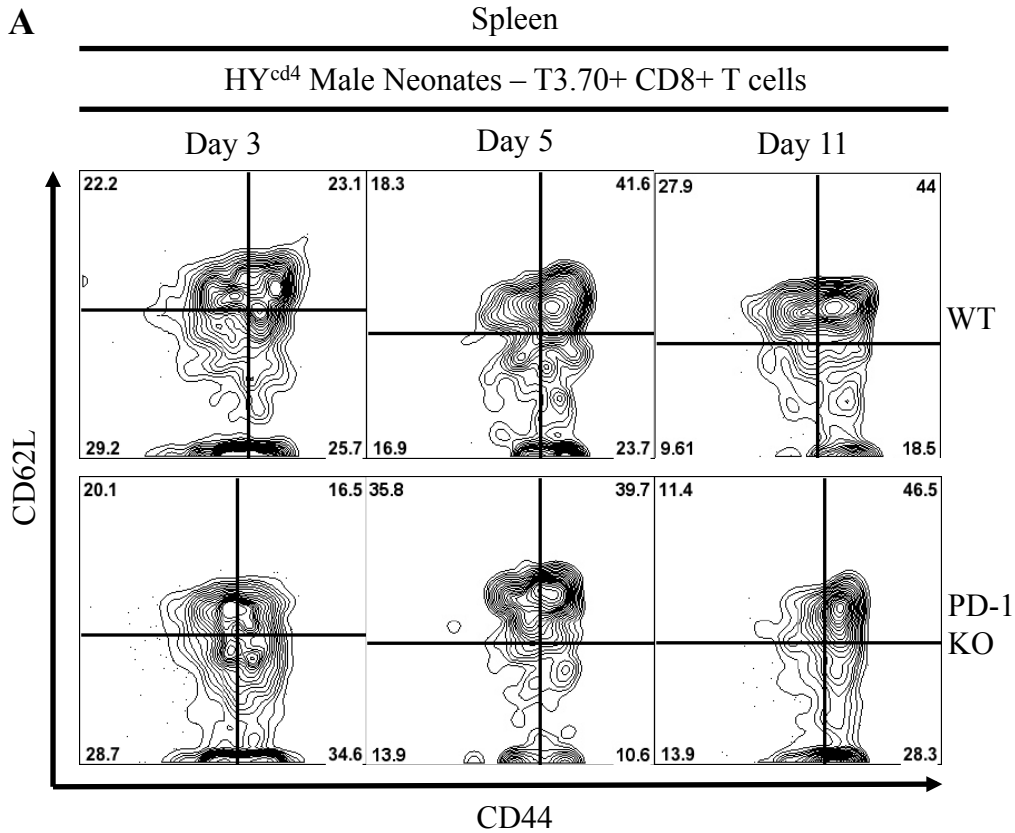 A
Spleen
HYcd4 Male Neonates – T3.70+ CD8+ T cells
Day 3 Day 5 Day 11
22.2 23.1 18.3 41.6 27.9 44
WT
29.2 25.7 16.9 23.7 9.61 18.5
20.1 16.5 35.8 39.7 11.4 46.5
PD-1
KO
28.7 34.6 13.9 10.6 13.9 28.3
CD62L
CD44